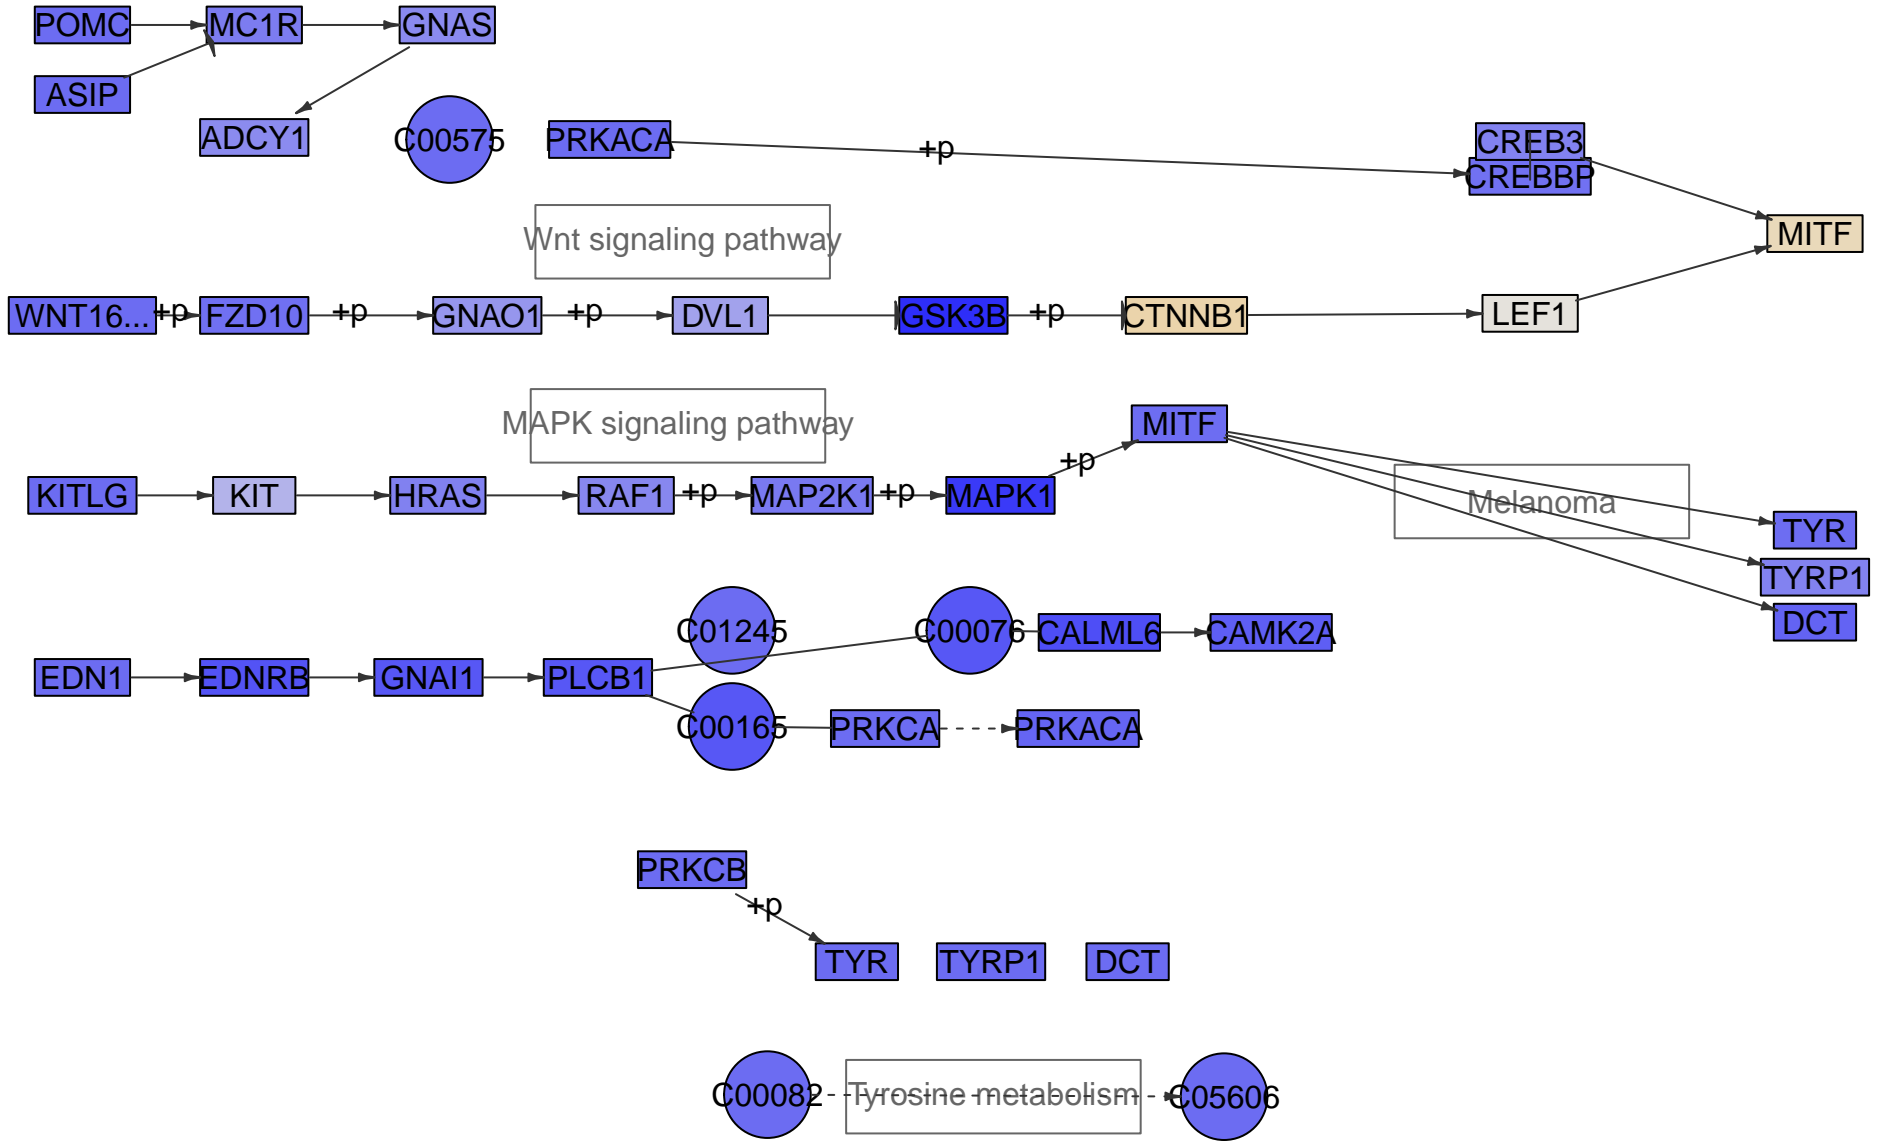 POMC
MC1R
GNAS
ASIP
ADCY1
C00575
PRKACA
+p
CREB3
CREBBP
MITF
Wnt signaling pathway
WNT16...
+p
FZD10
+p
GNAO1
+p
DVL1
GSK3B
+p
CTNNB1
LEF1
MAPK signaling pathway
MITF
KITLG
KIT
HRAS
RAF1
+p
MAP2K1
+p
MAPK1
+p
Melanoma
TYR
TYRP1
DCT
C01245
C00076
CALML6
CAMK2A
EDN1
EDNRB
GNAI1
PLCB1
C00165
PRKCA
PRKACA
PRKCB
+p
TYR
TYRP1
DCT
C00082
Tyrosine metabolism
C05606